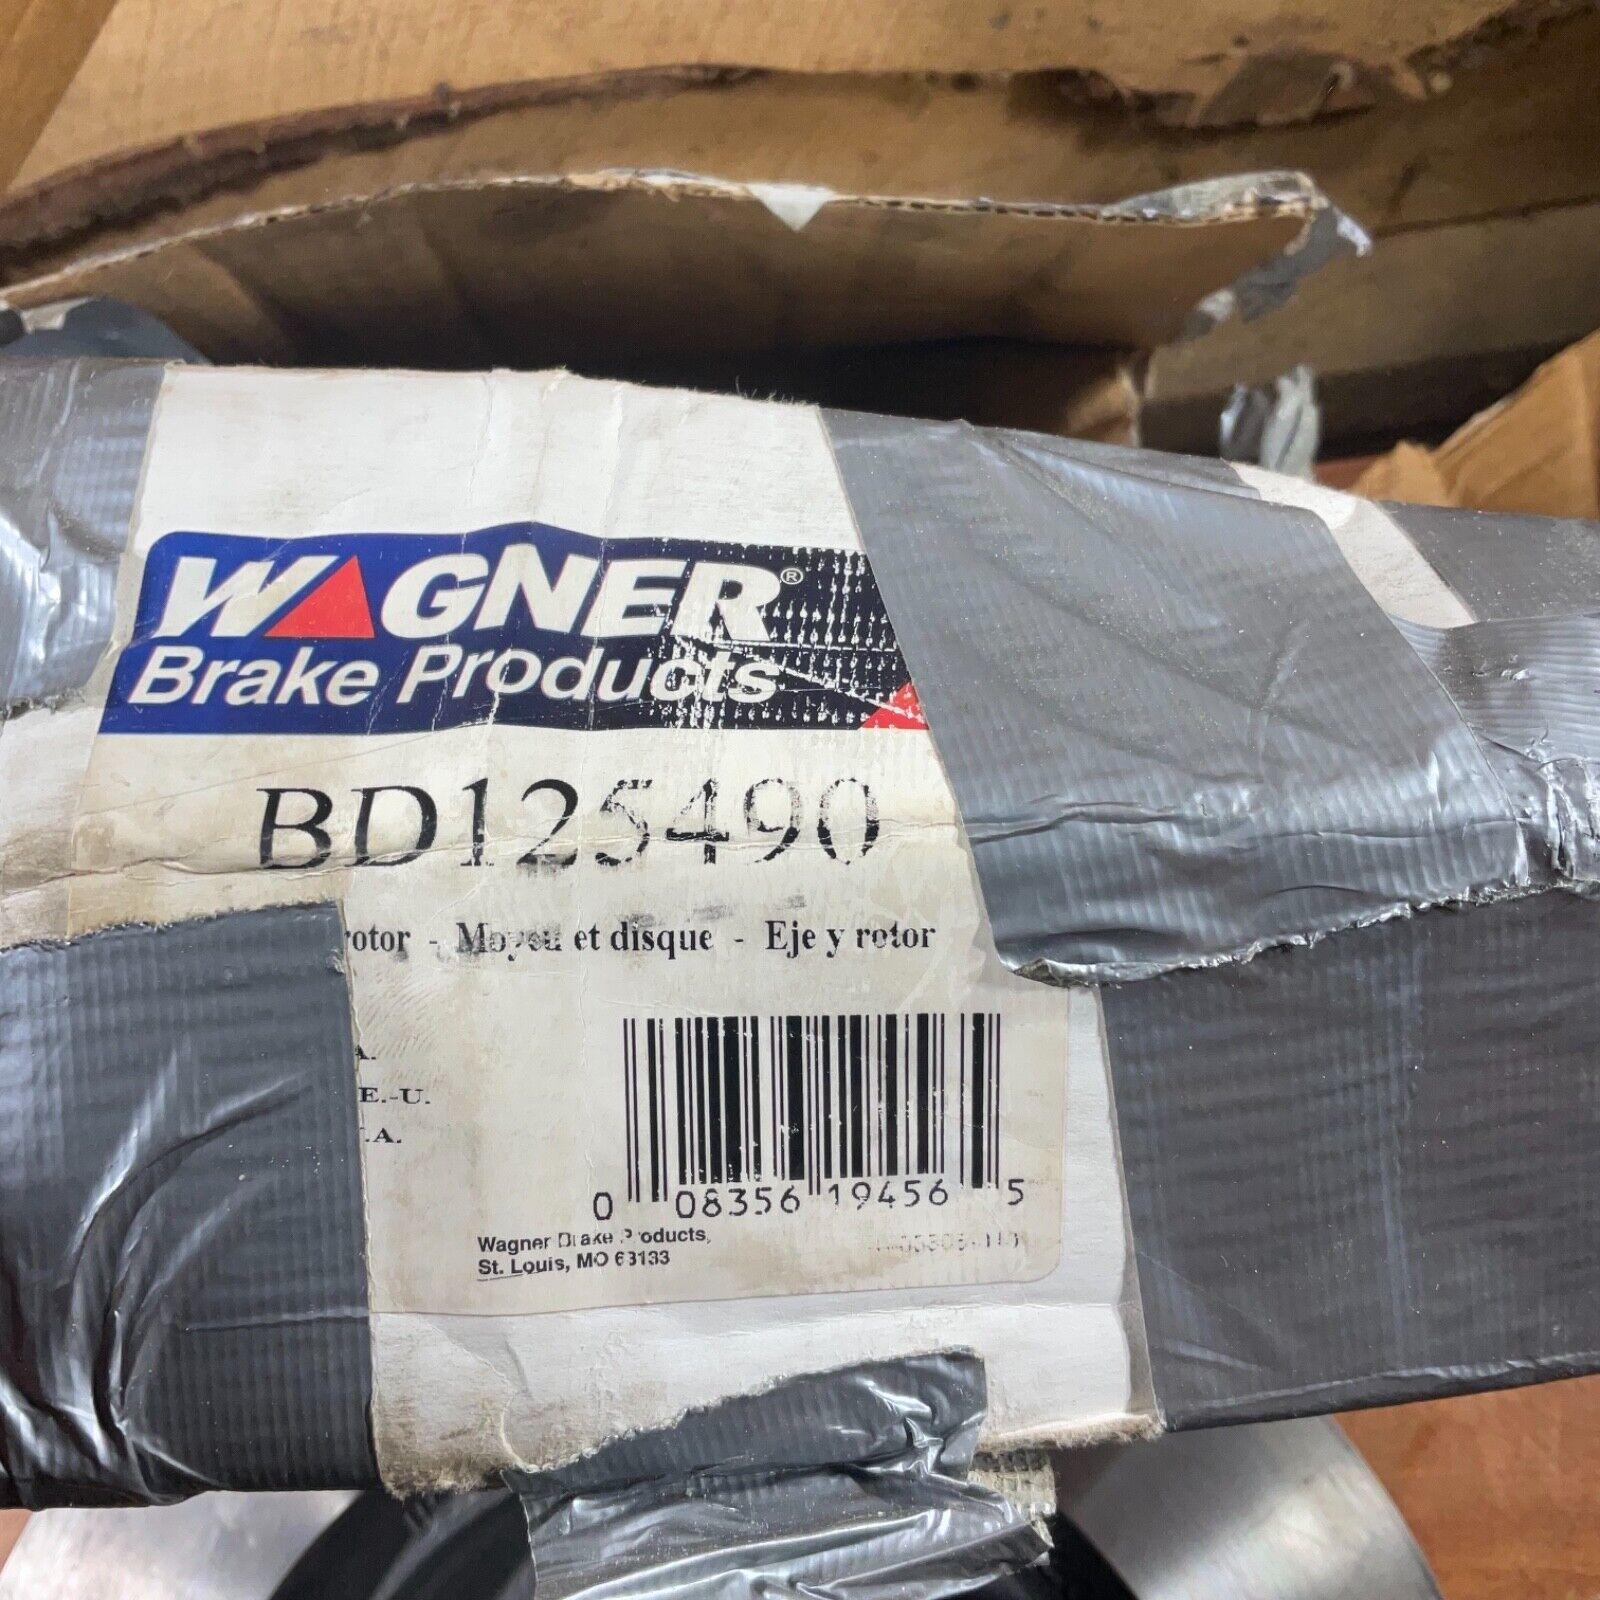 WAGNER®
Brake Products
BD125490
rotor - Moyeu et disque - Eje y rotor
A.
E.-U.
.A.
0 08356 19456 5
Wagner Brake Products,
St. Louis, MO 63133